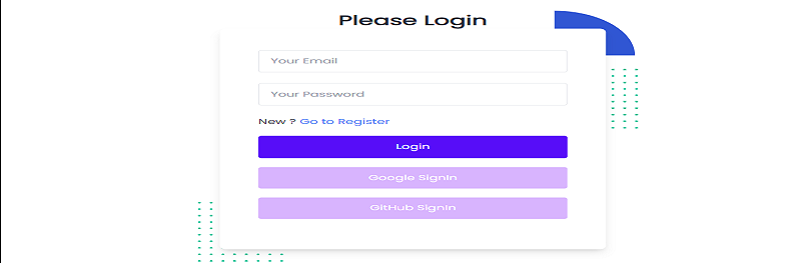 Please Login
Your Email
Your Password
New ? Go to Register
Login
Google SignIn
GitHub SignIn